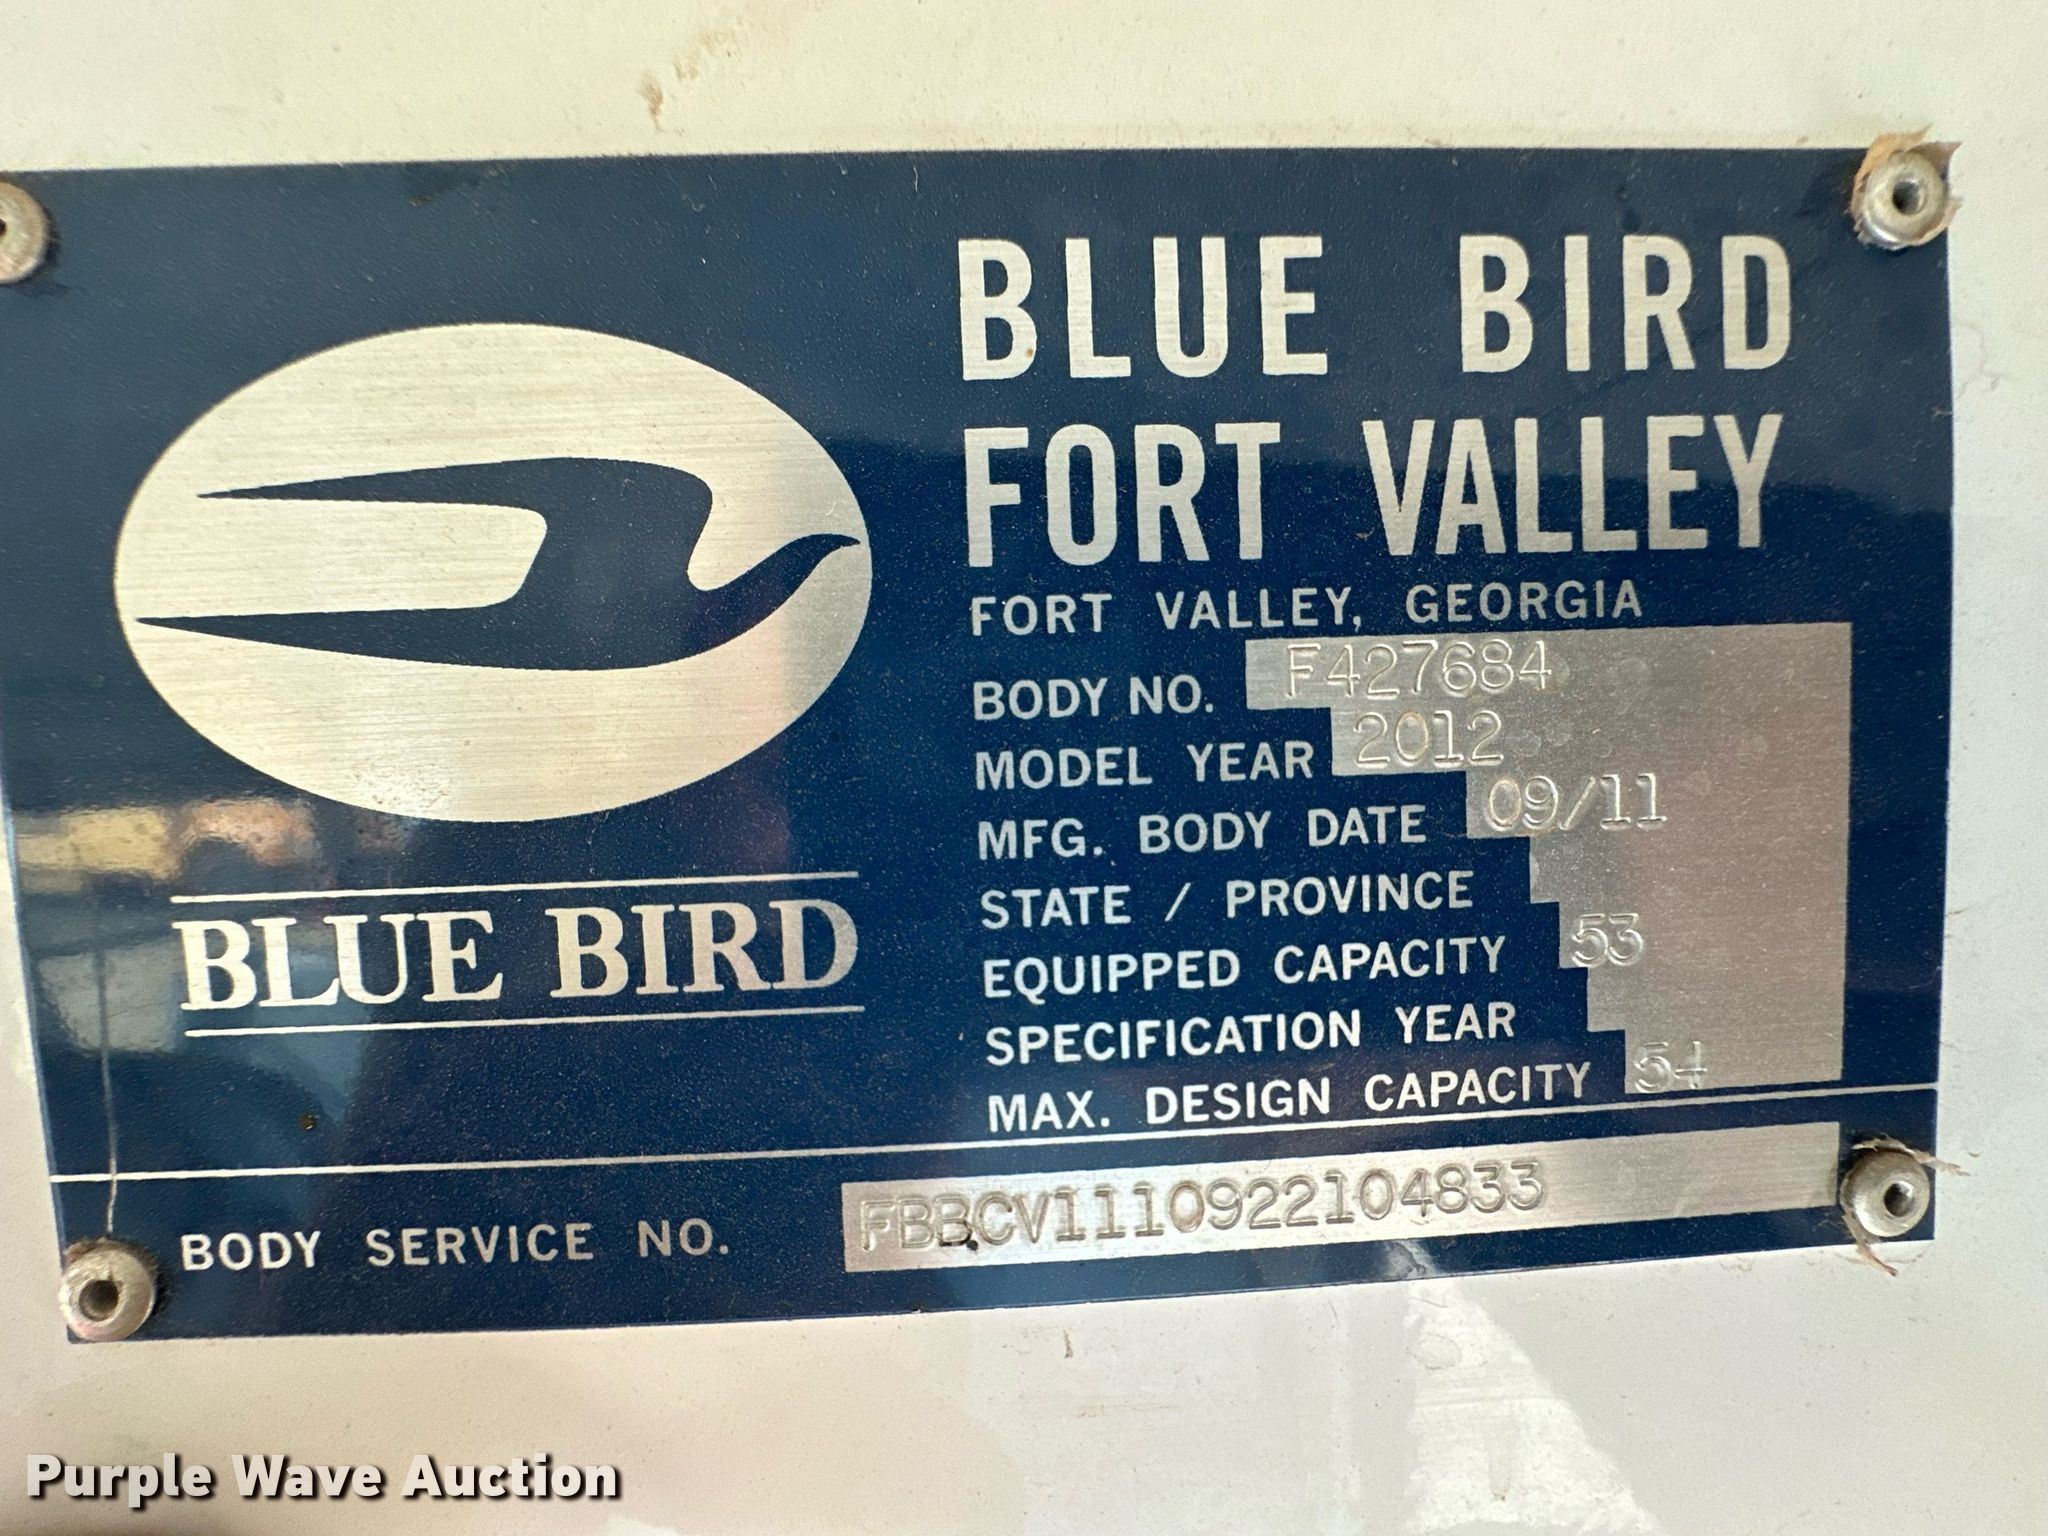 BLUE BIRD
FORT VALLEY
FORT VALLEY, GEORGIA
BODY NO. F427684
MODEL YEAR 2012
MFG. BODY DATE 09/11
STATE / PROVINCE
EQUIPPED CAPACITY 53
SPECIFICATION YEAR
MAX. DESIGN CAPACITY 54
BLUE BIRD
BODY SERVICE NO. FBBCV1110922104833
Purple Wave Auction